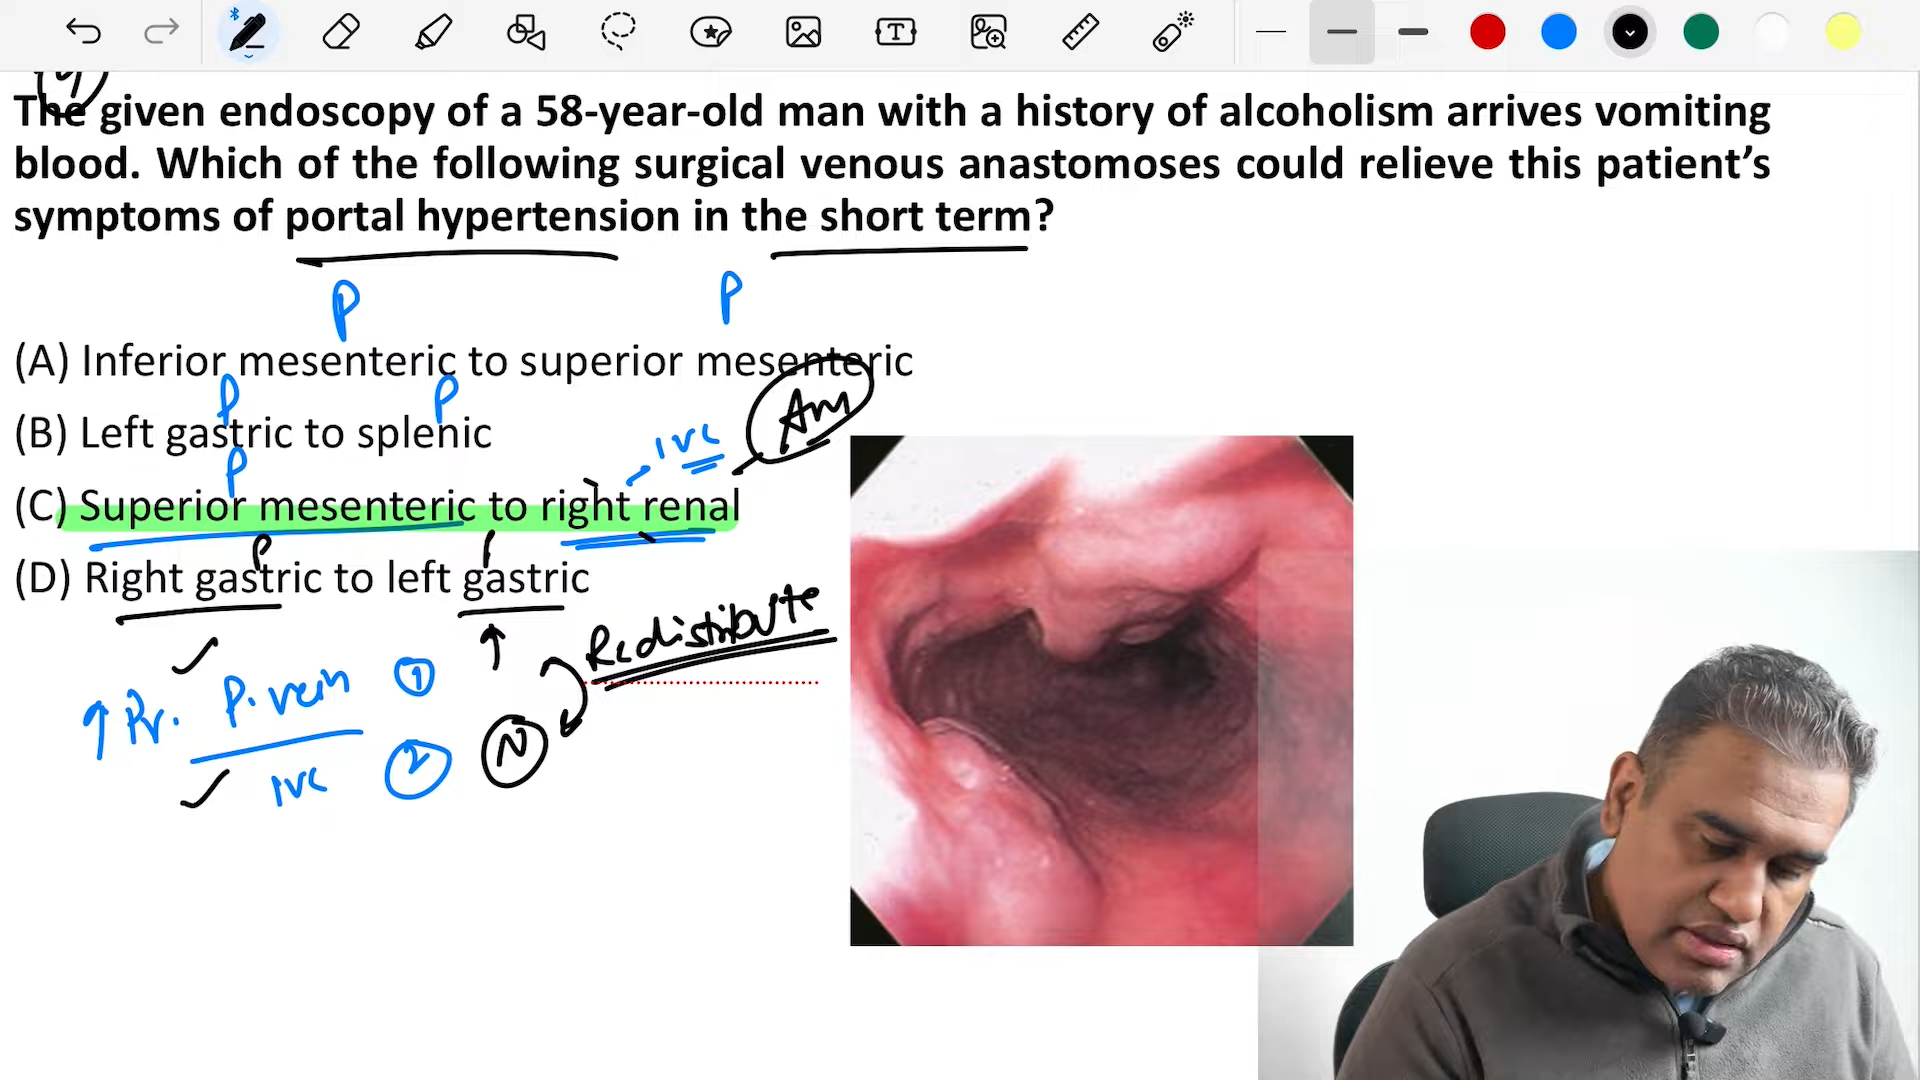 9
The given endoscopy of a 58-year-old man with a history of alcoholism arrives vomiting
blood. Which of the following surgical venous anastomoses could relieve this patient’s
symptoms of portal hypertension in the short term?
P P
(A) Inferior mesenteric to superior mesenteric
P P
(B) Left gastric to splenic
P IVC Ans
(C) Superior mesenteric to right renal
P P
(D) Right gastric to left gastric
Redistribute
↑ Pr. P. vein 1
IVC 2 N